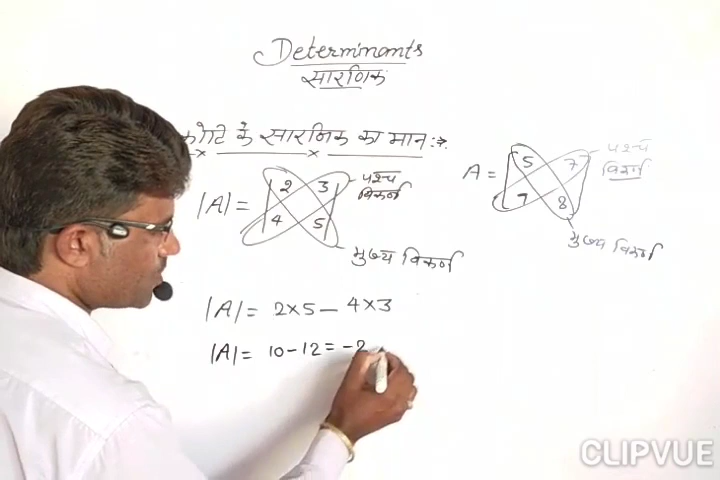 Determinants
सारणिक
कोटि के सारणिक का मान :→
|A| = 2 3 पश्च विकर्ण
4 5 मुख्य विकर्ण
|A| = 2×5 – 4×3
|A| = 10 – 12 = –2
A = 5 7 पश्च विकर्ण
7 8 मुख्य विकर्ण
CLIPVUE